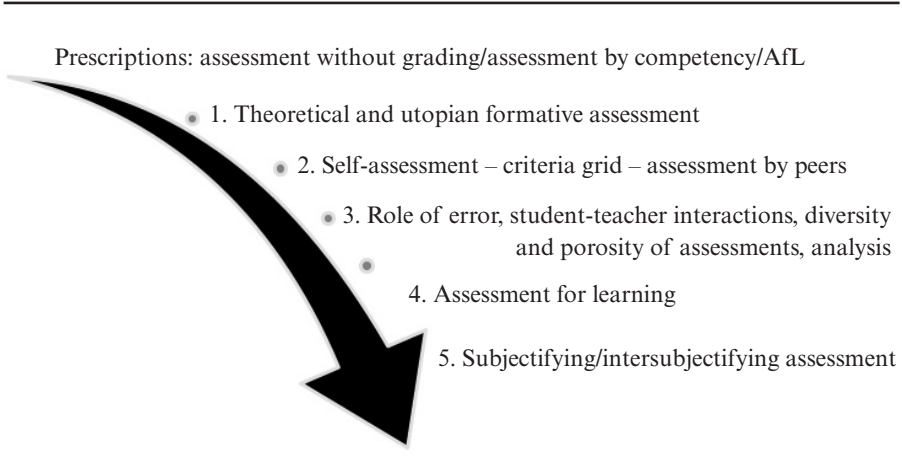 Prescriptions: assessment without grading/assessment by competency/AfL
1. Theoretical and utopian formative assessment
2. Self-assessment – criteria grid – assessment by peers
3. Role of error, student-teacher interactions, diversity
and porosity of assessments, analysis
4. Assessment for learning
5. Subjectifying/intersubjectifying assessment